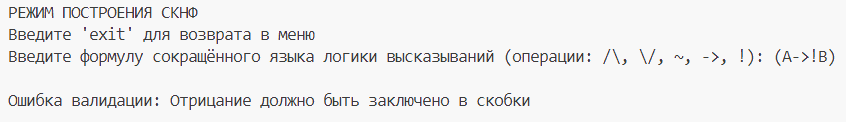 РЕЖИМ ПОСТРОЕНИЯ СКНФ
Введите 'exit' для возврата в меню
Введите формулу сокращённого языка логики высказываний (операции: /\, \/, ~, ->, !): (A->!B)
Ошибка валидации: Отрицание должно быть заключено в скобки